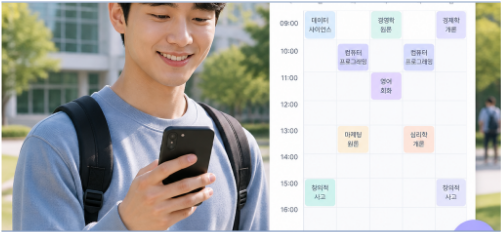 09:00
데이터
사이언스
경영학
원론
경제학
개론
10:00
컴퓨터
프로그래밍
컴퓨터
프로그래밍
11:00
영어
회화
12:00
13:00
마케팅
원론
심리학
개론
14:00
15:00
창의적
사고
창의적
사고
16:00